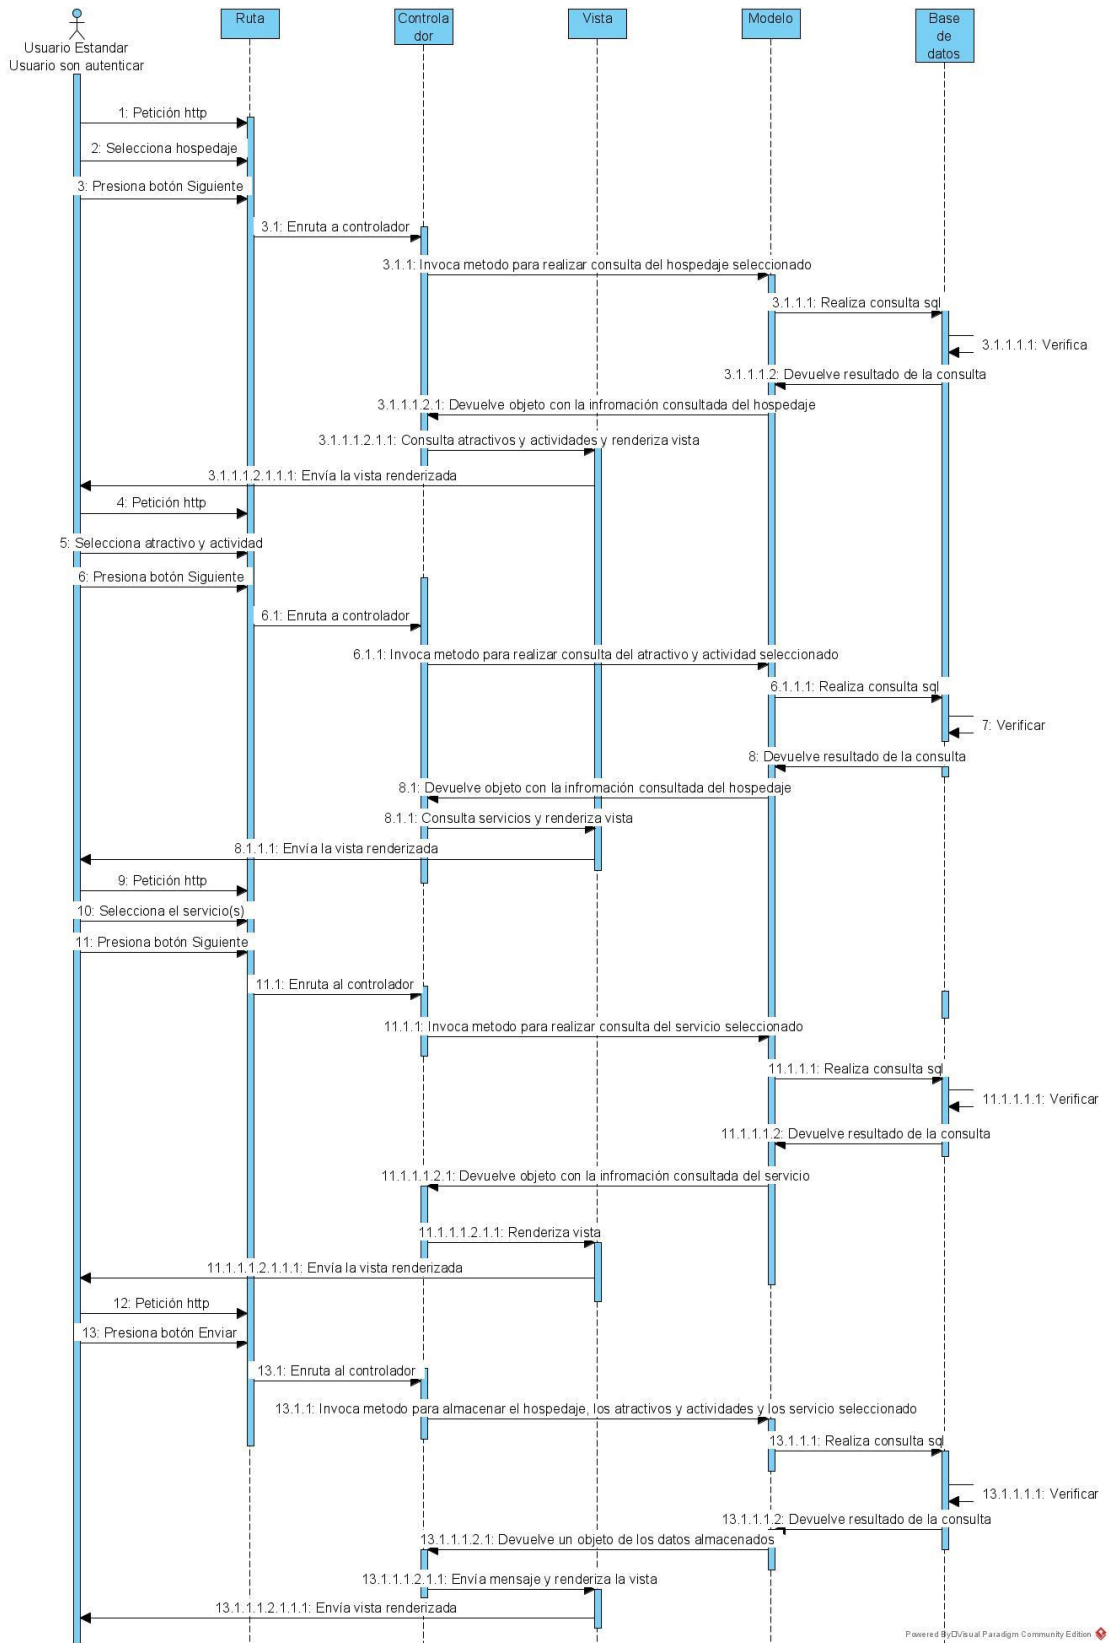 Ruta
Controla
dor
Vista
Modelo
Base
de
datos
Usuario Estandar
Usuario son autenticar
1: Petición http
2: Selecciona hospedaje
3: Presiona botón Siguiente
3.1: Enruta a controlador
3.1.1: Invoca metodo para realizar consulta del hospedaje seleccionado
3.1.1.1: Realiza consulta sql
3.1.1.1.1: Verifica
3.1.1.1.2: Devuelve resultado de la consulta
3.1.1.1.2.1: Devuelve objeto con la infromación consultada del hospedaje
3.1.1.1.2.1.1: Consulta atractivos y actividades y renderiza vista
3.1.1.1.2.1.1.1: Envía la vista renderizada
4: Petición http
5: Selecciona atractivo y actividad
6: Presiona botón Siguiente
6.1: Enruta a controlador
6.1.1: Invoca metodo para realizar consulta del atractivo y actividad seleccionado
6.1.1.1: Realiza consulta sql
7: Verificar
8: Devuelve resultado de la consulta
8.1: Devuelve objeto con la infromación consultada del hospedaje
8.1.1: Consulta servicios y renderiza vista
8.1.1.1: Envía la vista renderizada
9: Petición http
10: Selecciona el servicio(s)
11: Presiona botón Siguiente
11.1: Enruta al controlador
11.1.1: Invoca metodo para realizar consulta del servicio seleccionado
11.1.1.1: Realiza consulta sql
11.1.1.1.1: Verificar
11.1.1.1.2: Devuelve resultado de la consulta
11.1.1.1.2.1: Devuelve objeto con la infromación consultada del servicio
11.1.1.1.2.1.1: Renderiza vista
11.1.1.1.2.1.1.1: Envía la vista renderizada
12: Petición http
13: Presiona botón Enviar
13.1: Enruta al controlador
13.1.1: Invoca metodo para almacenar el hospedaje, los atractivos y actividades y los servicio seleccionado
13.1.1.1: Realiza consulta sql
13.1.1.1.1: Verificar
13.1.1.1.2: Devuelve resultado de la consulta
13.1.1.1.2.1: Devuelve un objeto de los datos almacenados
13.1.1.1.2.1.1: Envía mensaje y renderiza la vista
13.1.1.1.2.1.1.1: Envía vista renderizada
Powered By□Visual Paradigm Community Edition